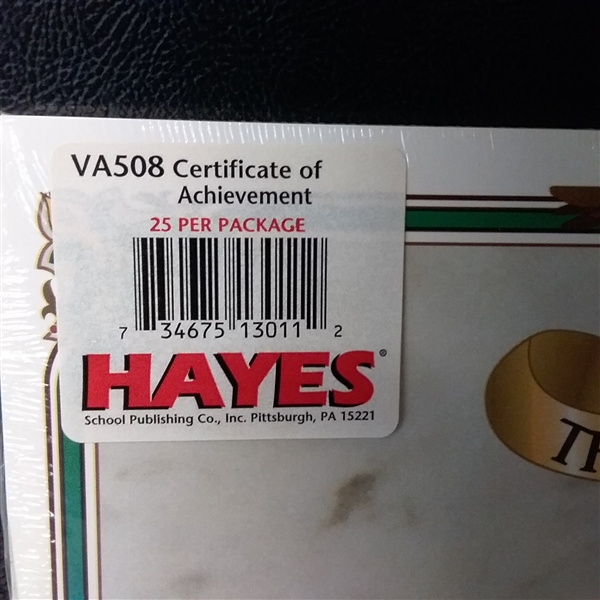 VA508 Certificate of
Achievement
25 PER PACKAGE
7 34675 13011 2
HAYES®
School Publishing Co., Inc. Pittsburgh, PA 15221